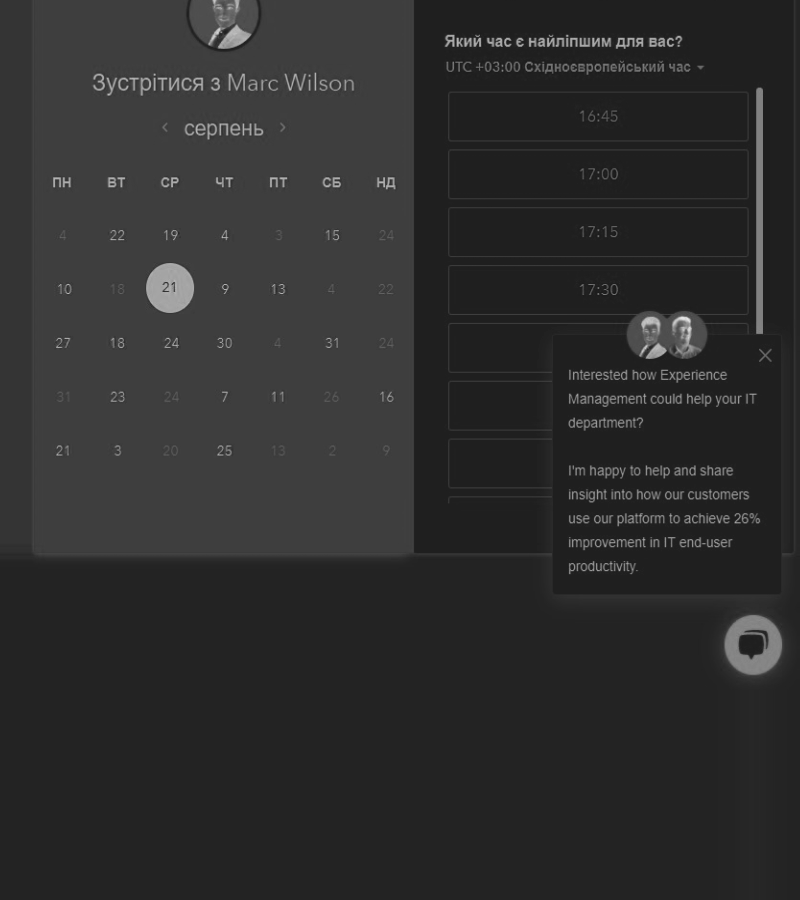 Зустрітися з Marc Wilson
серпень
ПН ВТ СР ЧТ ПТ СБ НД
4 22 19 4 3 15 24
10 18 21 9 13 4 22
27 18 24 30 4 31 24
31 23 24 7 11 26 16
21 3 20 25 13 2 9
Який час є найліпшим для вас?
UTC +03:00 Східноєвропейський час
16:45
17:00
17:15
17:30
Interested how Experience
Management could help your IT
department?
I'm happy to help and share
insight into how our customers
use our platform to achieve 26%
improvement in IT end-user
productivity.